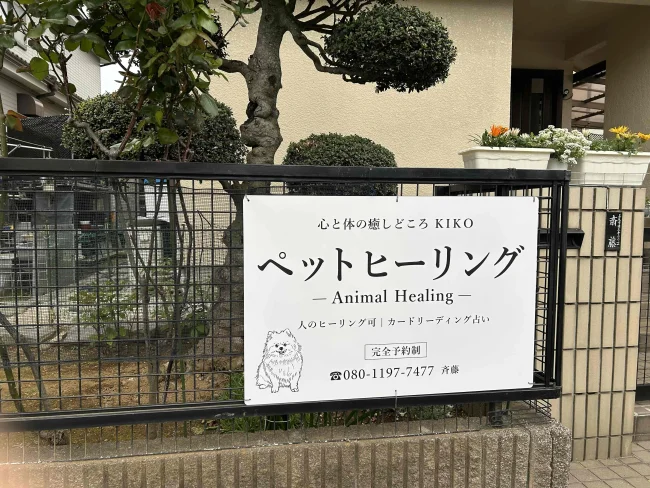 心と体の癒しどころ KIKO
ペットヒーリング
— Animal Healing —
人のヒーリング可｜カードリーディング占い
完全予約制
☎080-1197-7477 斉藤
斎藤